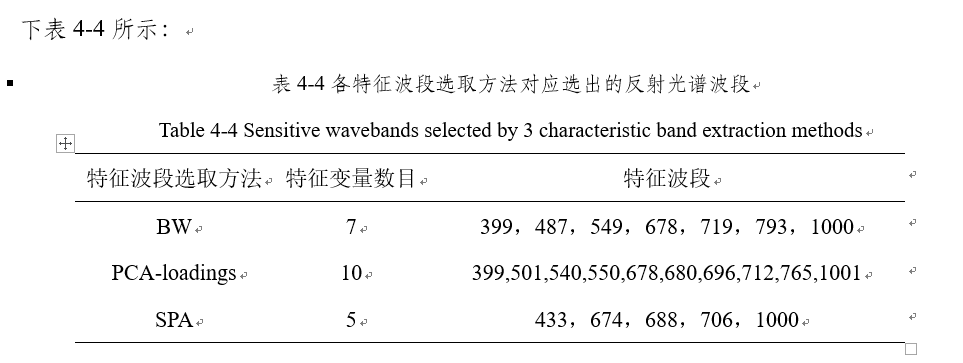 下表 4-4 所示：
表 4-4 各特征波段选取方法对应选出的反射光谱波段
Table 4-4 Sensitive wavebands selected by 3 characteristic band extraction methods
特征波段选取方法 特征变量数目 特征波段
BW 7 399，487，549，678，719，793，1000
PCA-loadings 10 399,501,540,550,678,680,696,712,765,1001
SPA 5 433，674，688，706，1000